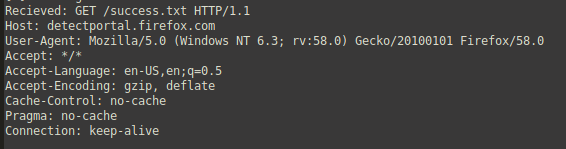 Recieved: GET /success.txt HTTP/1.1
Host: detectportal.firefox.com
User-Agent: Mozilla/5.0 (Windows NT 6.3; rv:58.0) Gecko/20100101 Firefox/58.0
Accept: */*
Accept-Language: en-US,en;q=0.5
Accept-Encoding: gzip, deflate
Cache-Control: no-cache
Pragma: no-cache
Connection: keep-alive